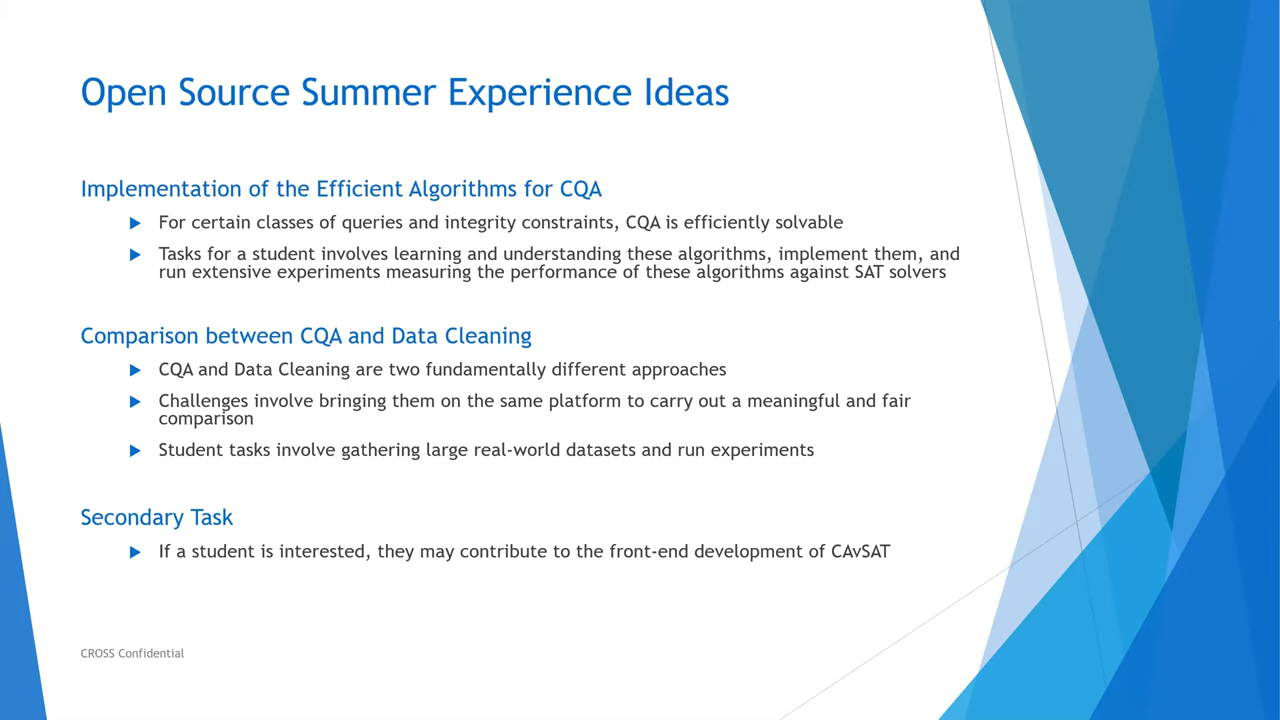 Open Source Summer Experience Ideas
Implementation of the Efficient Algorithms for CQA
For certain classes of queries and integrity constraints, CQA is efficiently solvable
Tasks for a student involves learning and understanding these algorithms, implement them, and
run extensive experiments measuring the performance of these algorithms against SAT solvers
Comparison between CQA and Data Cleaning
CQA and Data Cleaning are two fundamentally different approaches
Challenges involve bringing them on the same platform to carry out a meaningful and fair
comparison
Student tasks involve gathering large real-world datasets and run experiments
Secondary Task
If a student is interested, they may contribute to the front-end development of CAvSAT
CROSS Confidential